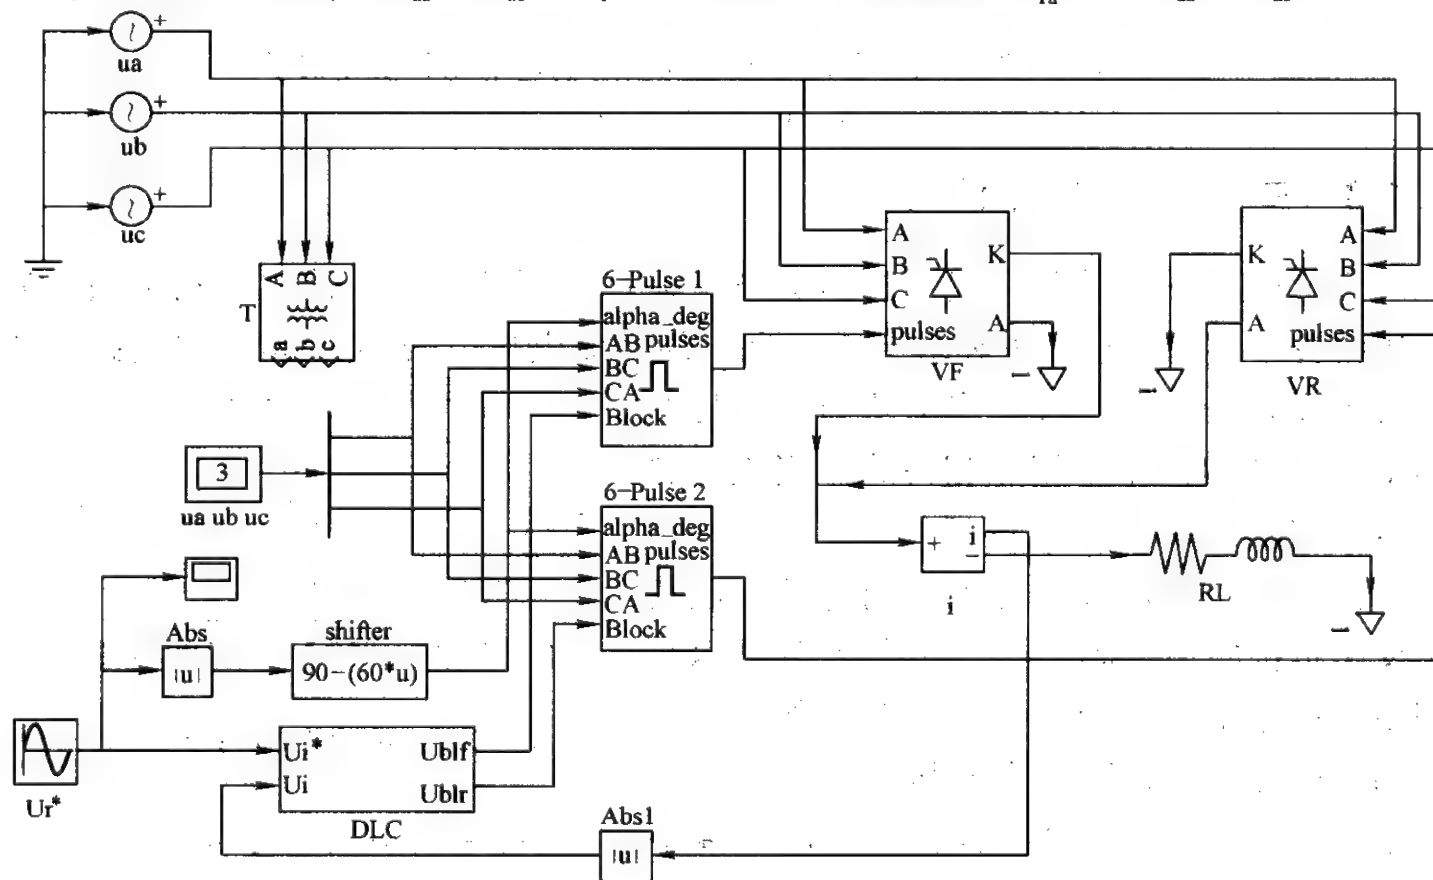 +
ua
+
ub
+
uc
A B C
T
a b c
6-Pulse 1
alpha_deg
AB pulses
BC
CA
Block
A
B
C
pulses
K
A
VF
K
A
A
B
C
pulses
VR
3
ua ub uc
6-Pulse 2
alpha_deg
AB pulses
BC
CA
Block
+ i
−
i
RL
Abs
|u|
shifter
90-(60*u)
Ur*
Ui*
Ui
Ublf
Ublr
DLC
Abs1
|u|